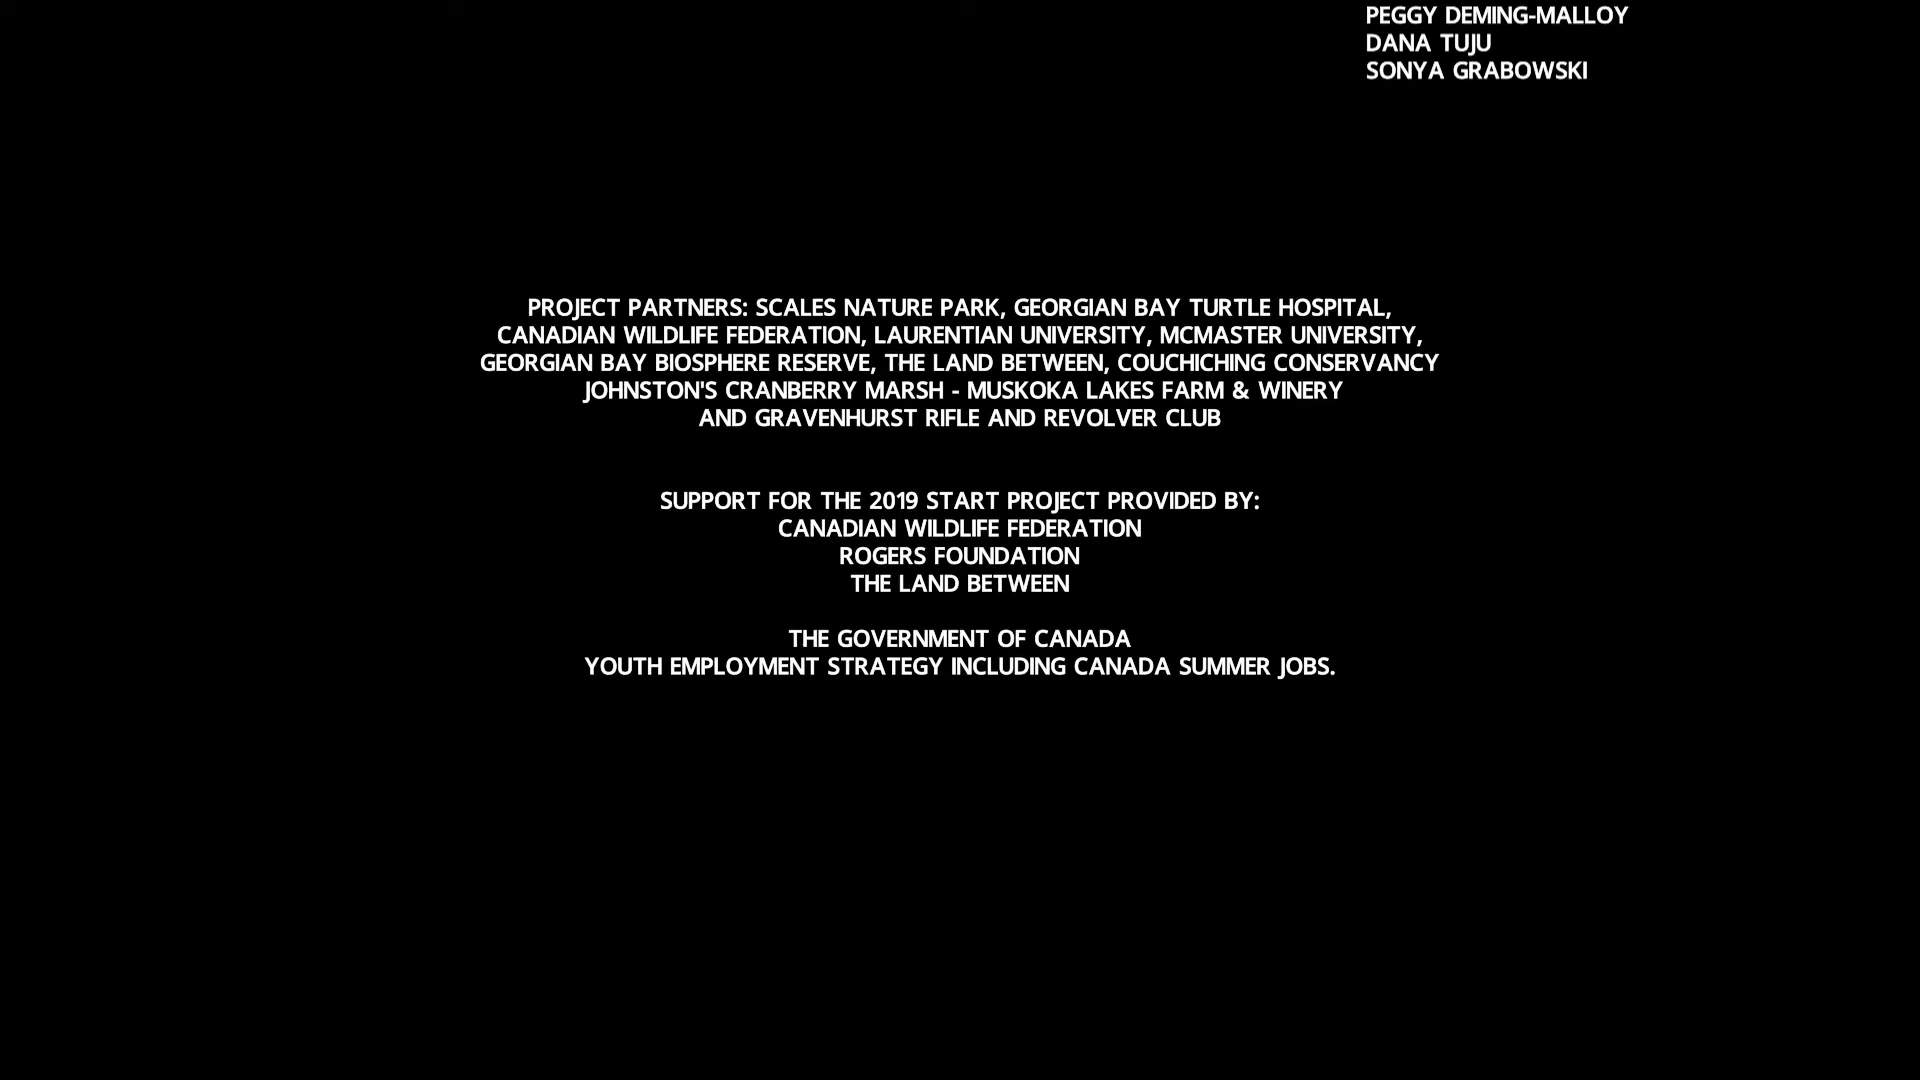 PEGGY DEMING-MALLOY
DANA TUJU
SONYA GRABOWSKI
PROJECT PARTNERS: SCALES NATURE PARK, GEORGIAN BAY TURTLE HOSPITAL,
CANADIAN WILDLIFE FEDERATION, LAURENTIAN UNIVERSITY, MCMASTER UNIVERSITY,
GEORGIAN BAY BIOSPHERE RESERVE, THE LAND BETWEEN, COUCHICHING CONSERVANCY
JOHNSTON'S CRANBERRY MARSH - MUSKOKA LAKES FARM & WINERY
AND GRAVENHURST RIFLE AND REVOLVER CLUB
SUPPORT FOR THE 2019 START PROJECT PROVIDED BY:
CANADIAN WILDLIFE FEDERATION
ROGERS FOUNDATION
THE LAND BETWEEN
THE GOVERNMENT OF CANADA
YOUTH EMPLOYMENT STRATEGY INCLUDING CANADA SUMMER JOBS.